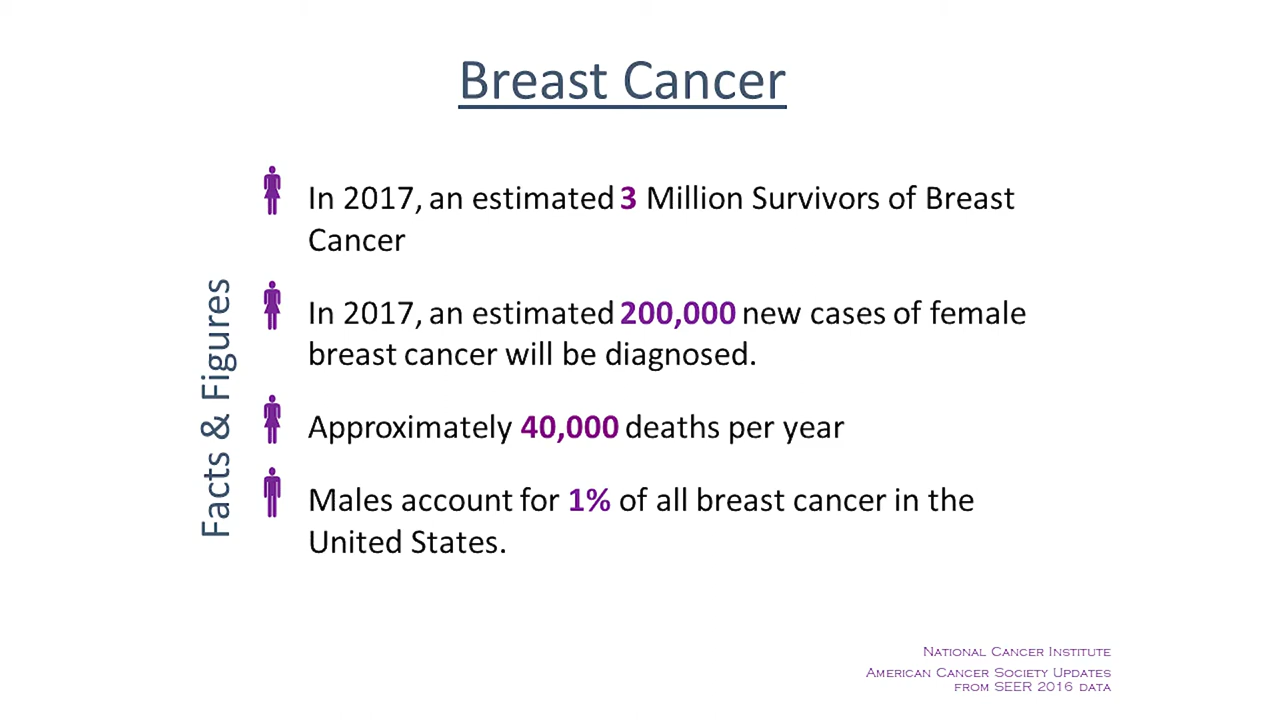 Breast Cancer
Facts & Figures
In 2017, an estimated 3 Million Survivors of Breast
Cancer
In 2017, an estimated 200,000 new cases of female
breast cancer will be diagnosed.
Approximately 40,000 deaths per year
Males account for 1% of all breast cancer in the
United States.
National Cancer Institute
American Cancer Society Updates
from SEER 2016 data